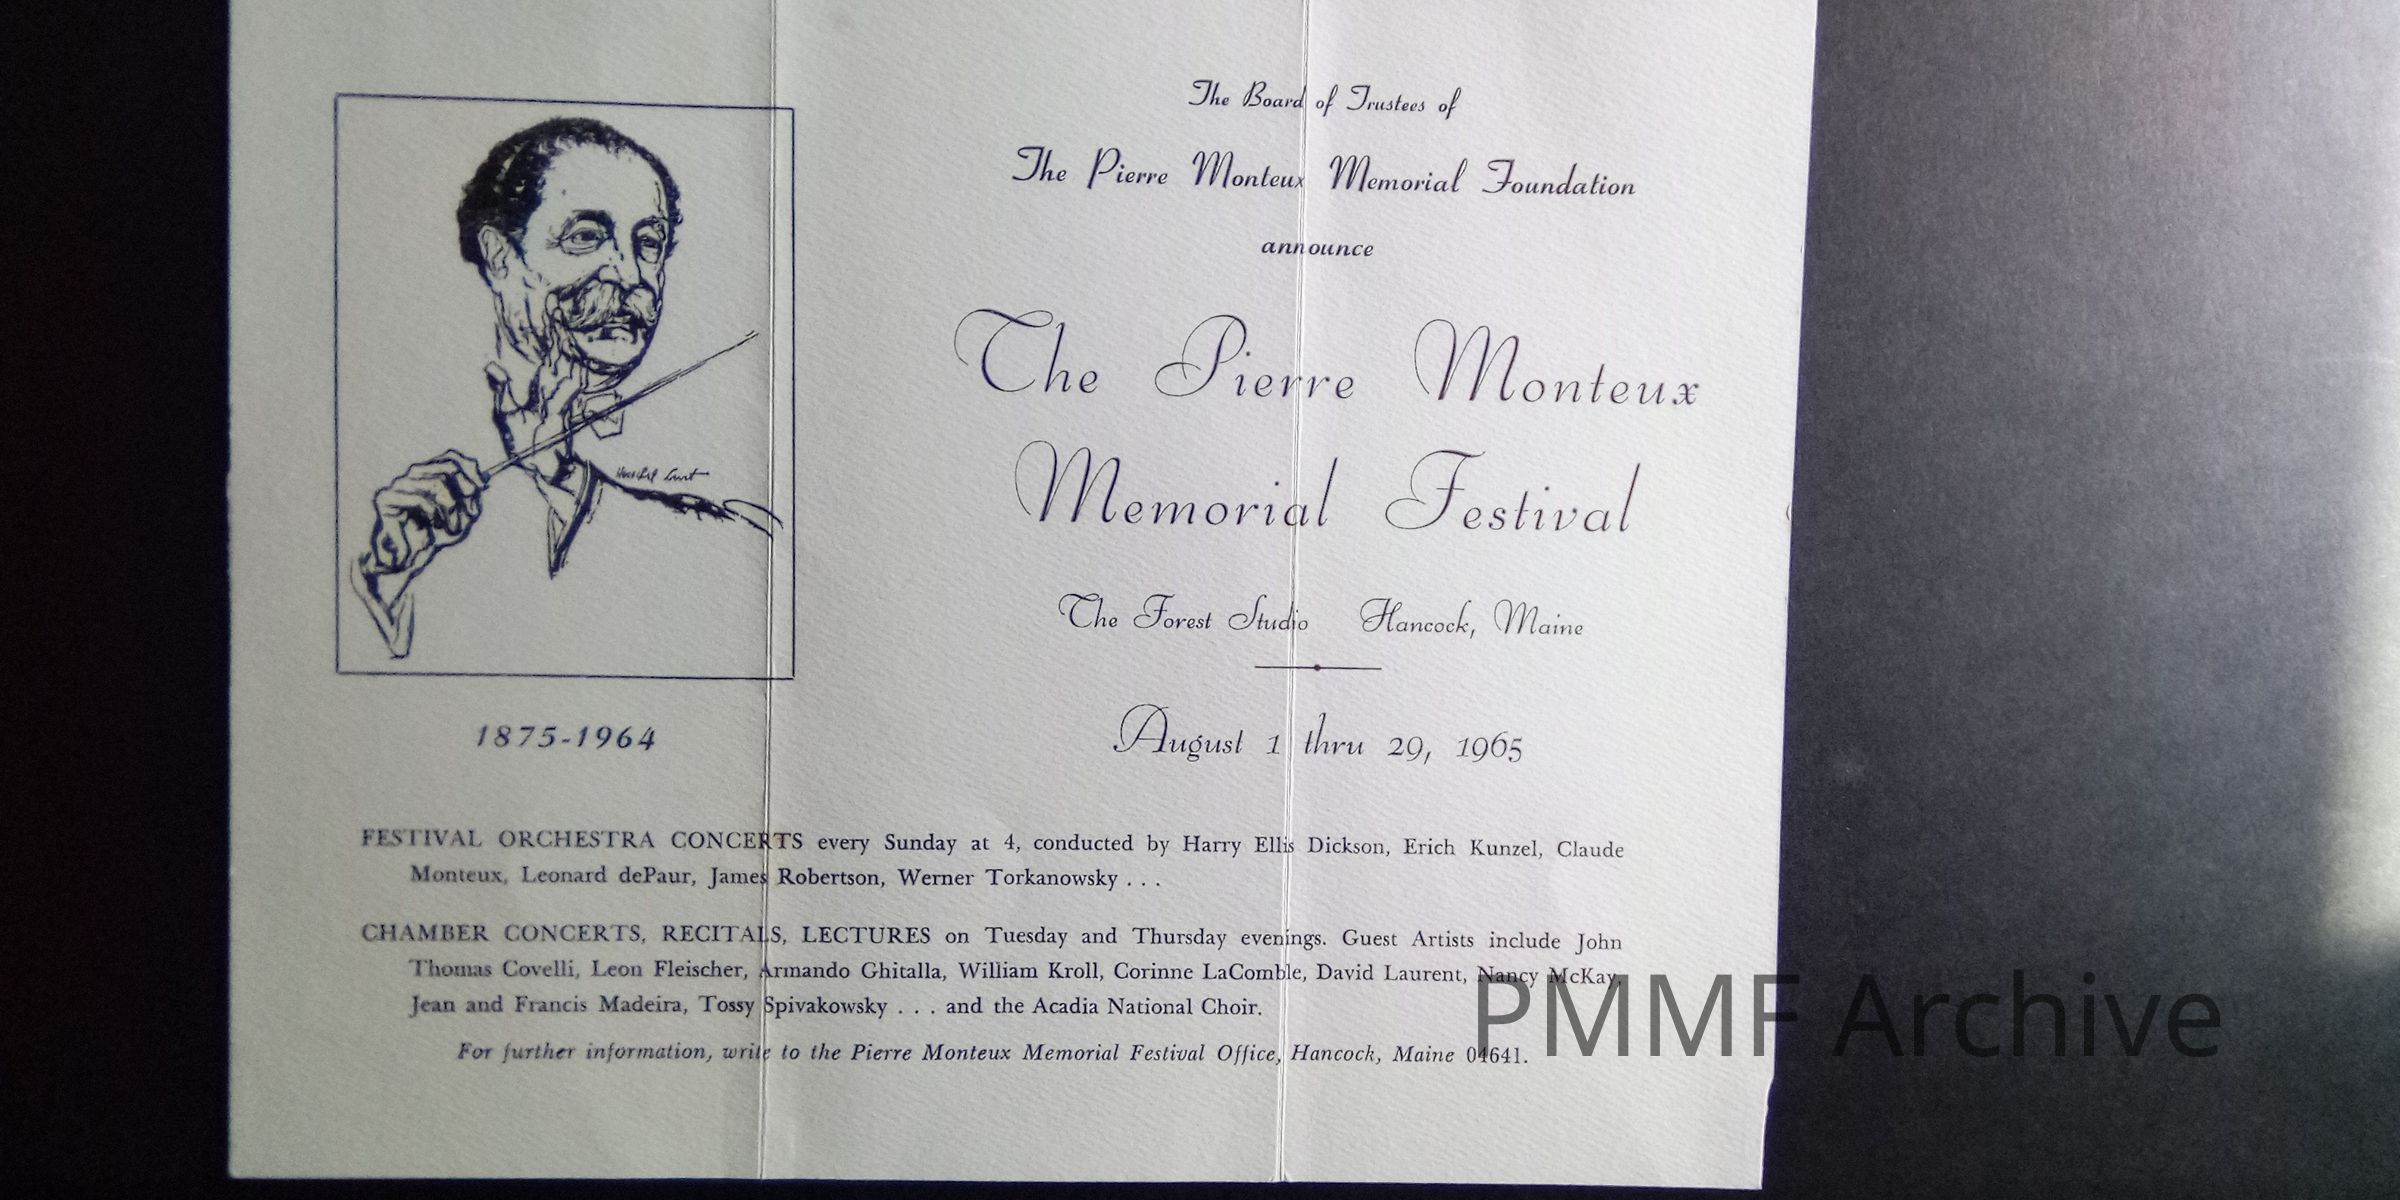 The Board of Trustees of
The Pierre Monteux Memorial Foundation
announce
The Pierre Monteux
Memorial Festival
The Forest Studio Hancock, Maine
August 1 thru 29, 1965
1875-1964
FESTIVAL ORCHESTRA CONCERTS every Sunday at 4, conducted by Harry Ellis Dickson, Erich Kunzel, Claude
Monteux, Leonard dePaur, James Robertson, Werner Torkanowsky . . .
CHAMBER CONCERTS, RECITALS, LECTURES on Tuesday and Thursday evenings. Guest Artists include John
Thomas Covelli, Leon Fleischer, Armando Ghitalla, William Kroll, Corinne LaComble, David Laurent, Nancy McKay,
Jean and Francis Madeira, Tossy Spivakowsky . . . and the Acadia National Choir.
For further information, write to the Pierre Monteux Memorial Festival Office, Hancock, Maine 04641.
PMMF Archive